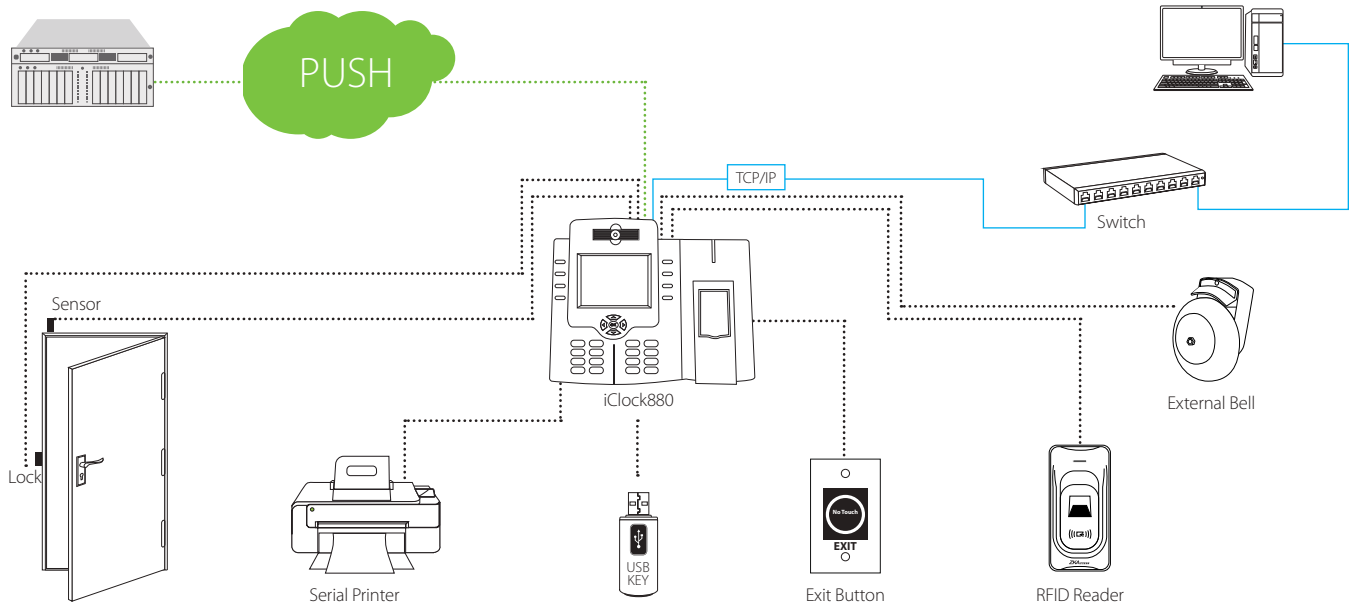 PUSH
TCP/IP
Switch
Sensor
iClock880
External Bell
Lock
No Touch
EXIT
USB
KEY
Serial Printer
Exit Button
RFID Reader